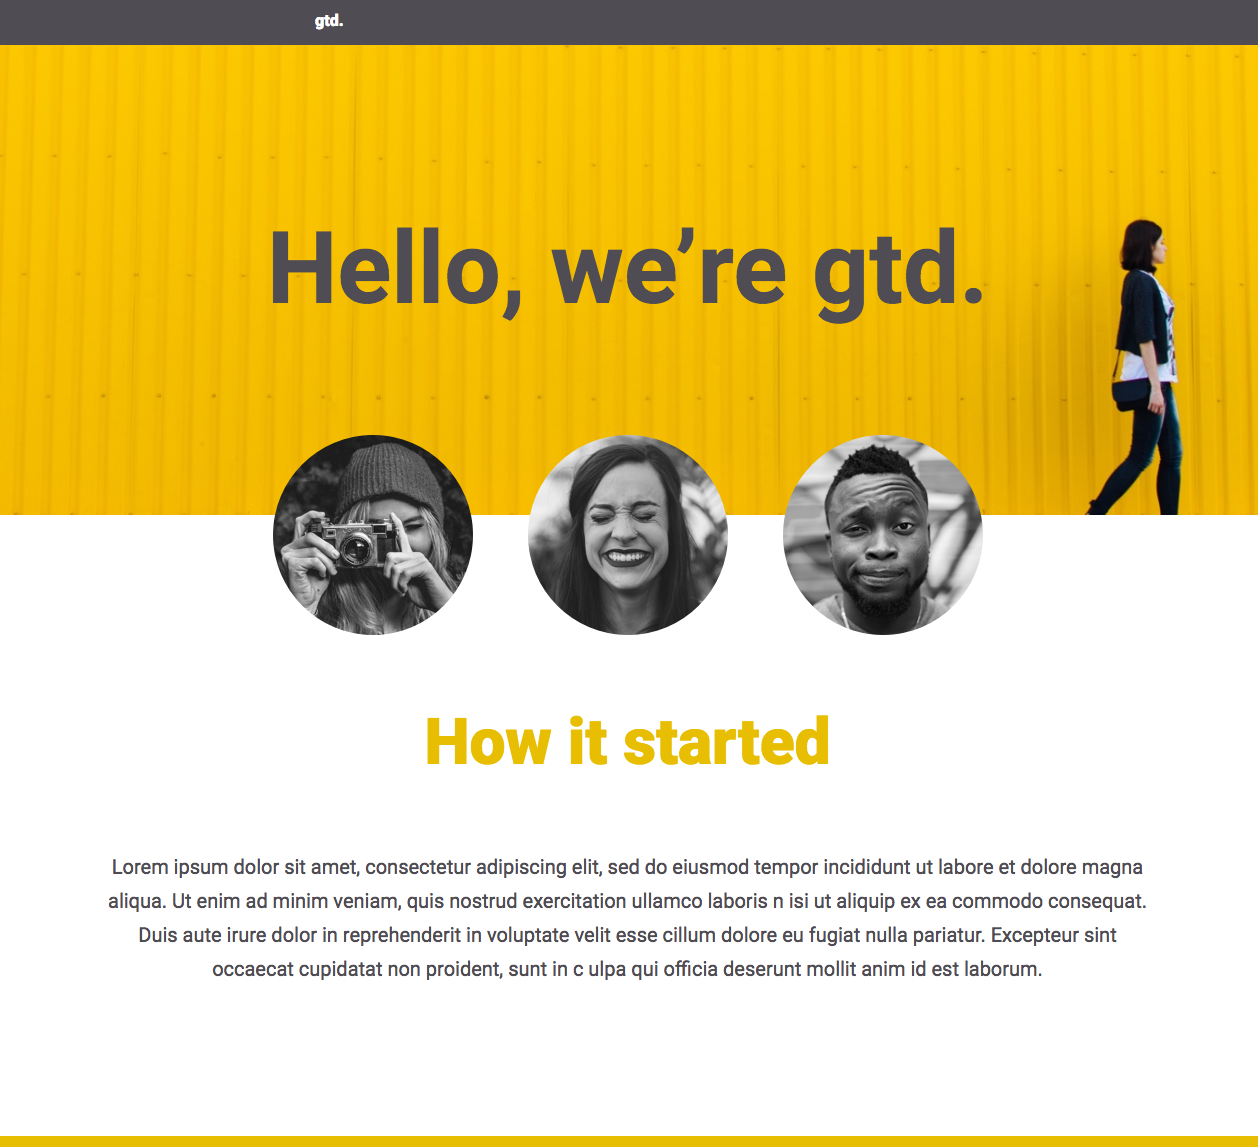 gtd.
Hello, we’re gtd.
How it started
Lorem ipsum dolor sit amet, consectetur adipiscing elit, sed do eiusmod tempor incididunt ut labore et dolore magna
aliqua. Ut enim ad minim veniam, quis nostrud exercitation ullamco laboris n isi ut aliquip ex ea commodo consequat.
Duis aute irure dolor in reprehenderit in voluptate velit esse cillum dolore eu fugiat nulla pariatur. Excepteur sint
occaecat cupidatat non proident, sunt in c ulpa qui officia deserunt mollit anim id est laborum.